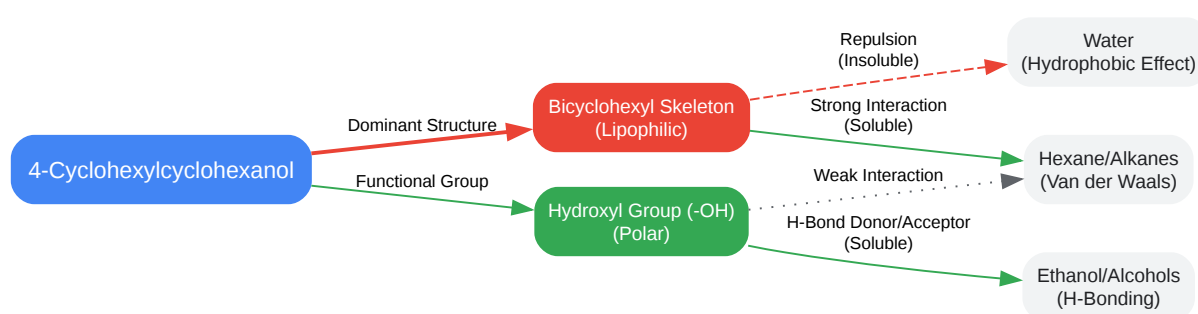 4-Cyclohexylcyclohexanol
Dominant Structure
Functional Group
Bicyclohexyl Skeleton
(Lipophilic)
Hydroxyl Group (-OH)
(Polar)
Repulsion
(Insoluble)
Strong Interaction
(Soluble)
Weak Interaction
H-Bond Donor/Acceptor
(Soluble)
Water
(Hydrophobic Effect)
Hexane/Alkanes
(Van der Waals)
Ethanol/Alcohols
(H-Bonding)